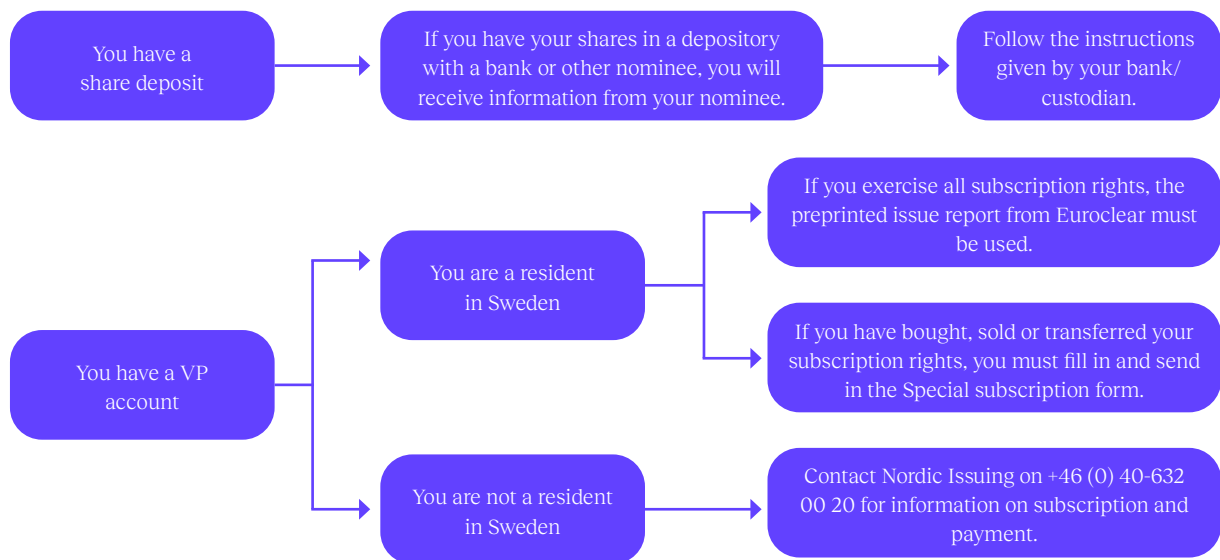 You have a
share deposit
If you have your shares in a depository
with a bank or other nominee, you will
receive information from your nominee.
Follow the instructions
given by your bank/
custodian.
You have a VP
account
You are a resident
in Sweden
If you exercise all subscription rights, the
preprinted issue report from Euroclear must
be used.
If you have bought, sold or transferred your
subscription rights, you must fill in and send
in the Special subscription form.
You are not a resident
in Sweden
Contact Nordic Issuing on +46 (0) 40-632
00 20 for information on subscription and
payment.